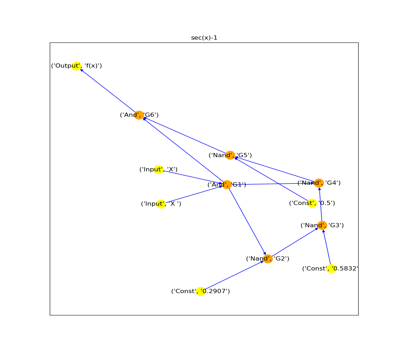 sec(x)-1
('Output', 'f(x)')
('And', 'G6')
('Nand', 'G5')
('Input', 'X')
('And', 'G1')
('Nand', 'G4')
('Input', 'X ')
('Const', '0.5')
('Nand', 'G3')
('Nand', 'G2')
('Const', '0.5832'
('Const', '0.2907')